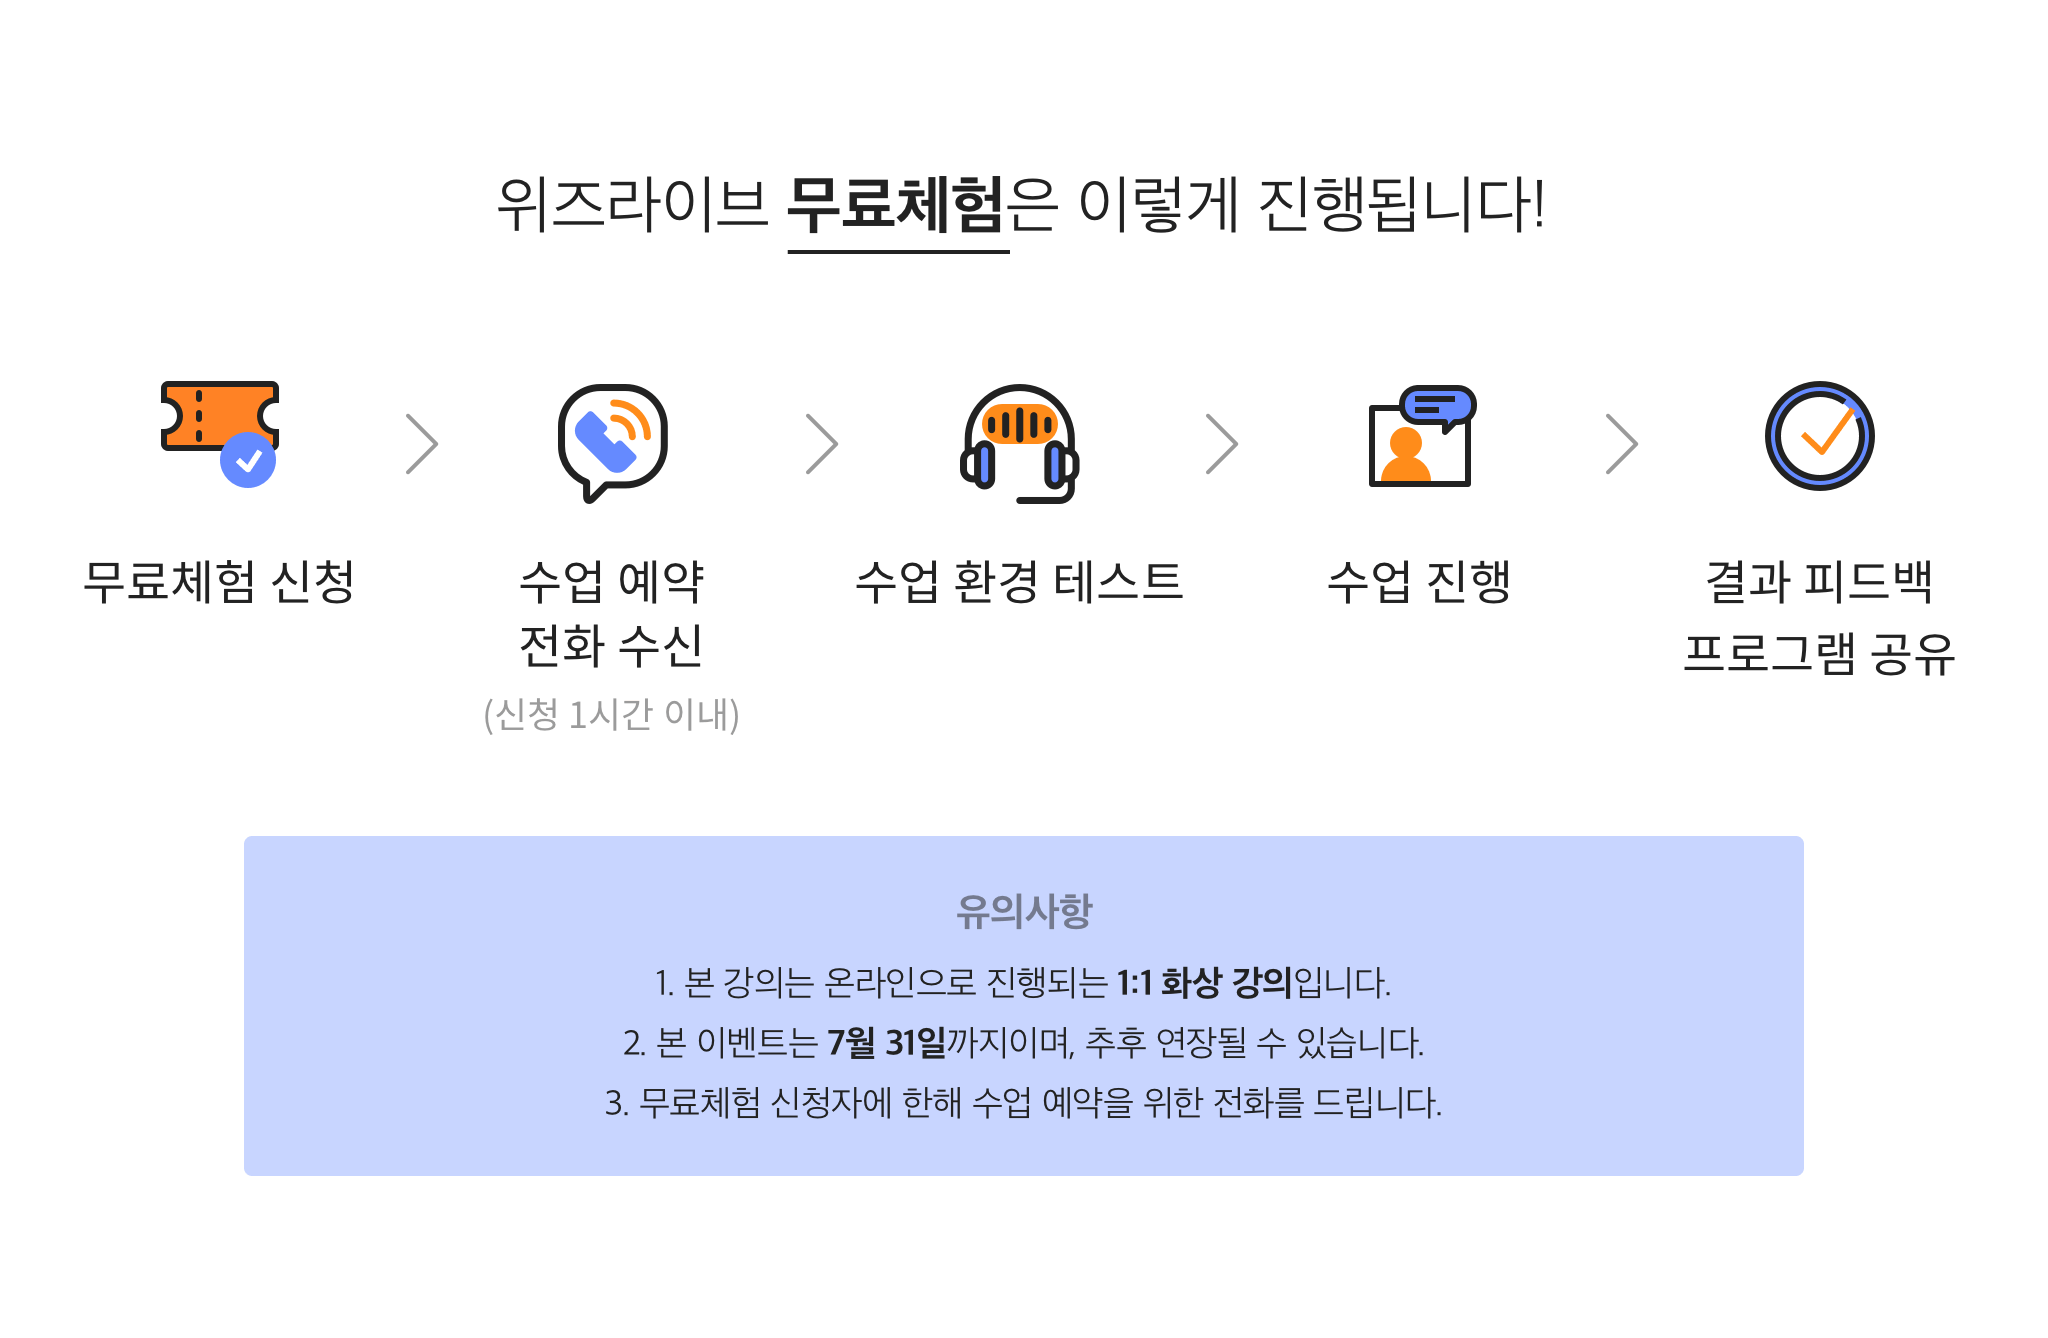 위즈라이브 무료체험은 이렇게 진행됩니다!
무료체험 신청
수업 예약
전화 수신
(신청 1시간 이내)
수업 환경 테스트
수업 진행
결과 피드백
프로그램 공유
유의사항
1. 본 강의는 온라인으로 진행되는 1:1 화상 강의입니다.
2. 본 이벤트는 7월 31일까지이며, 추후 연장될 수 있습니다.
3. 무료체험 신청자에 한해 수업 예약을 위한 전화를 드립니다.